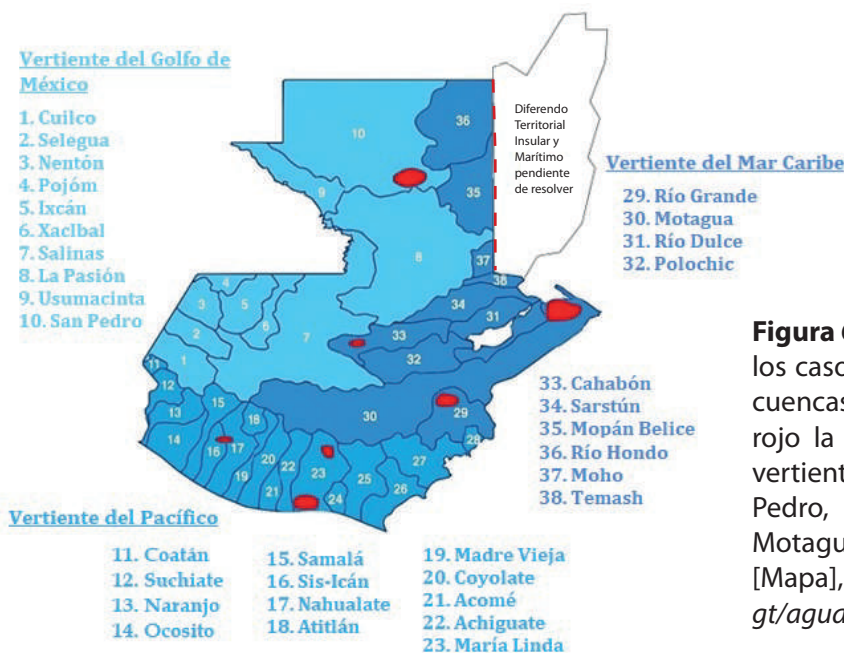 Vertiente del Golfo de
México
1. Cuilco
2. Selegua
3. Nentón
4. Pojóm
5. Ixcán
6. Xaclbal
7. Salinas
8. La Pasión
9. Usumacinta
10. San Pedro
Diferendo
Territorial
Insular y
Marítimo
pendiente
de resolver
Vertiente del Mar Caribe
29. Río Grande
30. Motagua
31. Río Dulce
32. Polochic
33. Cahabón
34. Sarstún
35. Mopán Belice
36. Río Hondo
37. Moho
38. Temash
10
36
35
9
8
37
38
4
3
5
34
31
2
6
7
33
32
1
11
12
15
30
29
13
18
14
16
17
28
20
22
23
27
19
25
21
24
26
Vertiente del Pacífico
11. Coatán
12. Suchiate
13. Naranjo
14. Ocosito
15. Samalá
16. Sis-Icán
17. Nahualate
18. Atitlán
19. Madre Vieja
20. Coyolate
21. Acomé
22. Achiguate
23. María Linda
Figura
los caso
cuencas
rojo la
vertient
Pedro,
Motagu
[Mapa],
gt/agua